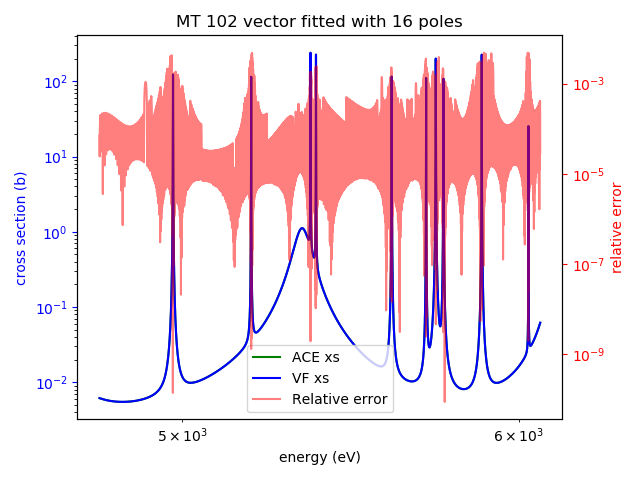 MT 102 vector fitted with 16 poles
cross section (b)
10²
10¹
10⁰
10⁻¹
10⁻²
10⁻³
10⁻⁵
10⁻⁷
10⁻⁹
relative error
ACE xs
VF xs
Relative error
5 × 10³
6 × 10³
energy (eV)